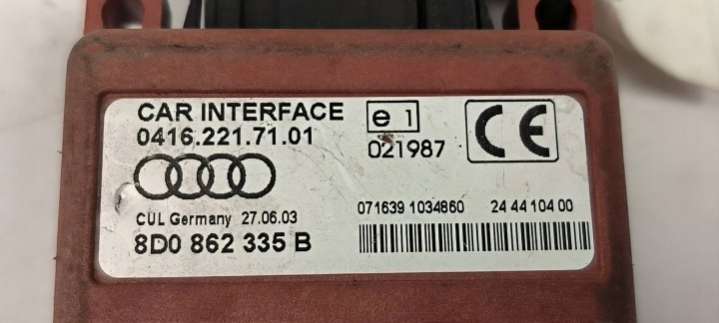 CAR INTERFACE
0416.221.71.01
e 1
021987
CE
CUL Germany 27.06.03
8D0 862 335 B
071639 1034860 24 44 104 00